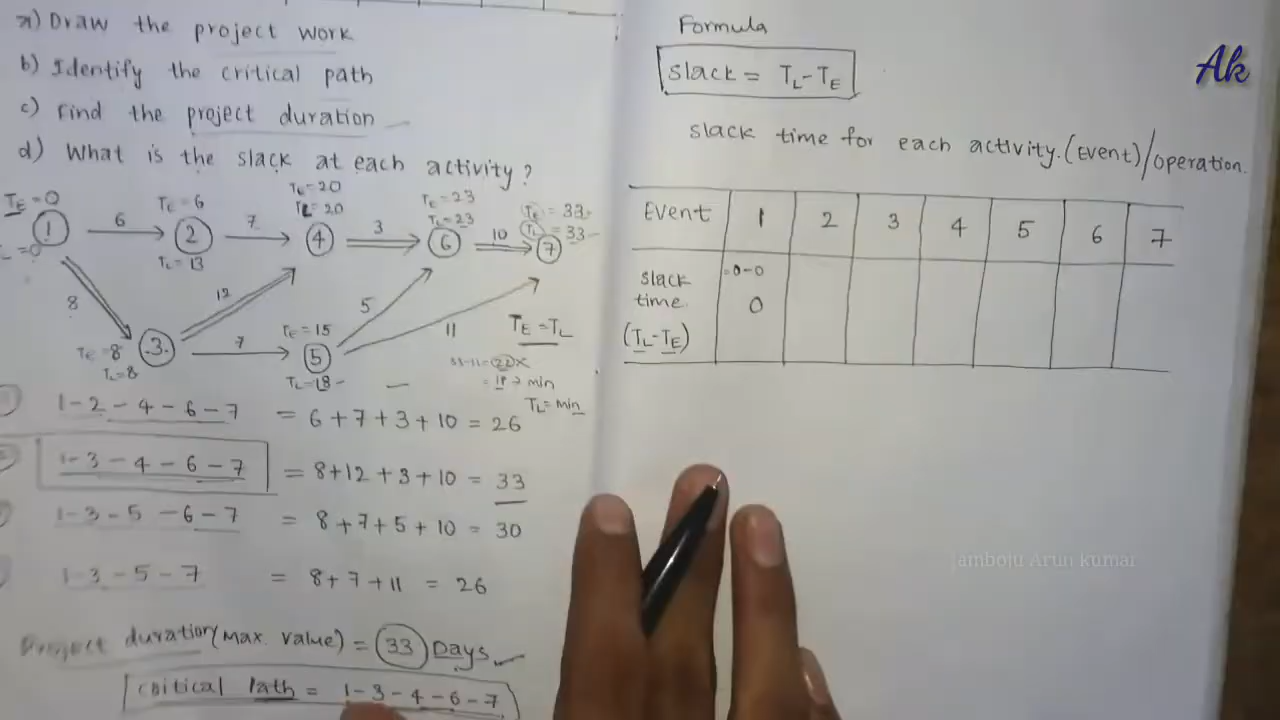 a) Draw the project work
b) Identify the critical path
c) Find the project duration
d) What is the slack at each activity?
TE=0
1
L=0
6
TE=6
2
TL=13
7
TE=20
TL=20
4
3
TE=23
TL=23
6
10
TE=33
TL=33
7
8
12
5
11
TE=TL
TE=8
3
TL=8
7
TE=15
5
TL=18
33-11=22x
=18→min
TL=min
1-2-4-6-7 = 6+7+3+10=26
1-3-4-6-7 = 8+12+3+10=33
1-3-5-6-7 = 8+7+5+10=30
1-3-5-7 = 8+7+11=26
Project duration(Max. value) = 33 Days
Critical Path = 1-3-4-6-7
Formula
Slack = TL-TE
Ak
Slack time for each activity.(Event)/operation.
Event 1 2 3 4 5 6 7
Slack time (TL-TE) 0-0 0
Jamboju Arun kumar